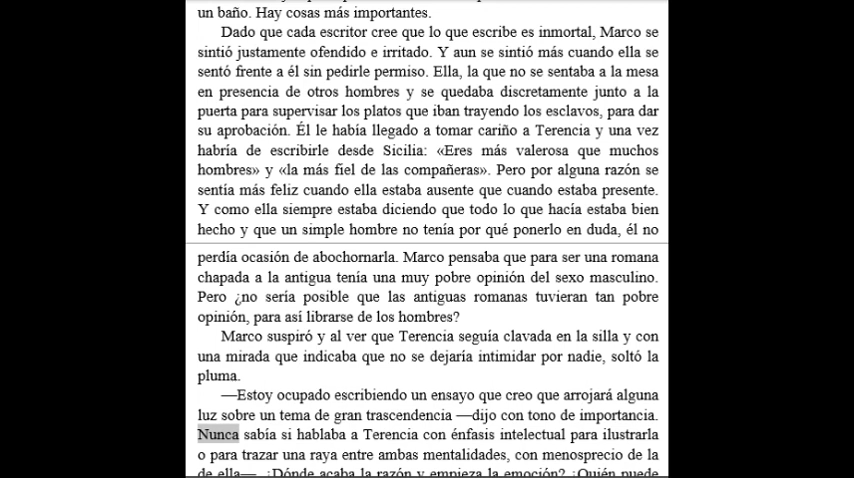 un baño. Hay cosas más importantes.
Dado que cada escritor cree que lo que escribe es inmortal, Marco se
sintió justamente ofendido e irritado. Y aun se sintió más cuando ella se
sentó frente a él sin pedirle permiso. Ella, la que no se sentaba a la mesa
en presencia de otros hombres y se quedaba discretamente junto a la
puerta para supervisar los platos que iban trayendo los esclavos, para dar
su aprobación. Él le había llegado a tomar cariño a Terencia y una vez
habría de escribirle desde Sicilia: «Eres más valerosa que muchos
hombres» y «la más fiel de las compañeras». Pero por alguna razón se
sentía más feliz cuando ella estaba ausente que cuando estaba presente.
Y como ella siempre estaba diciendo que todo lo que hacía estaba bien
hecho y que un simple hombre no tenía por qué ponerlo en duda, él no
perdía ocasión de abochornarla. Marco pensaba que para ser una romana
chapada a la antigua tenía una muy pobre opinión del sexo masculino.
Pero ¿no sería posible que las antiguas romanas tuvieran tan pobre
opinión, para así librarse de los hombres?
Marco suspiró y al ver que Terencia seguía clavada en la silla y con
una mirada que indicaba que no se dejaría intimidar por nadie, soltó la
pluma.
—Estoy ocupado escribiendo un ensayo que creo que arrojará alguna
luz sobre un tema de gran trascendencia —dijo con tono de importancia.
Nunca sabía si hablaba a Terencia con énfasis intelectual para ilustrarla
o para trazar una raya entre ambas mentalidades, con menosprecio de la
de ella—. ¿Dónde acaba la razón y empieza la emoción? ¿Quién puede